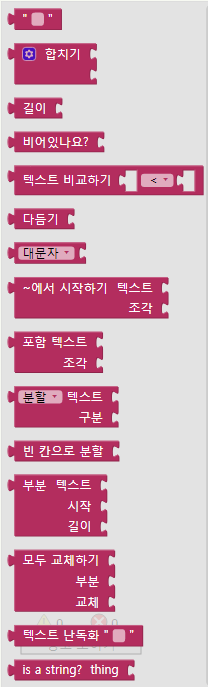 " "
합치기
길이
비어있나요?
텍스트 비교하기 <
다듬기
대문자
~에서 시작하기 텍스트
조각
포함 텍스트
조각
분할 텍스트
구분
빈 칸으로 분할
부분 텍스트
시작
길이
모두 교체하기
부분
교체
0 0
텍스트 난독화 " "
is a string? thing